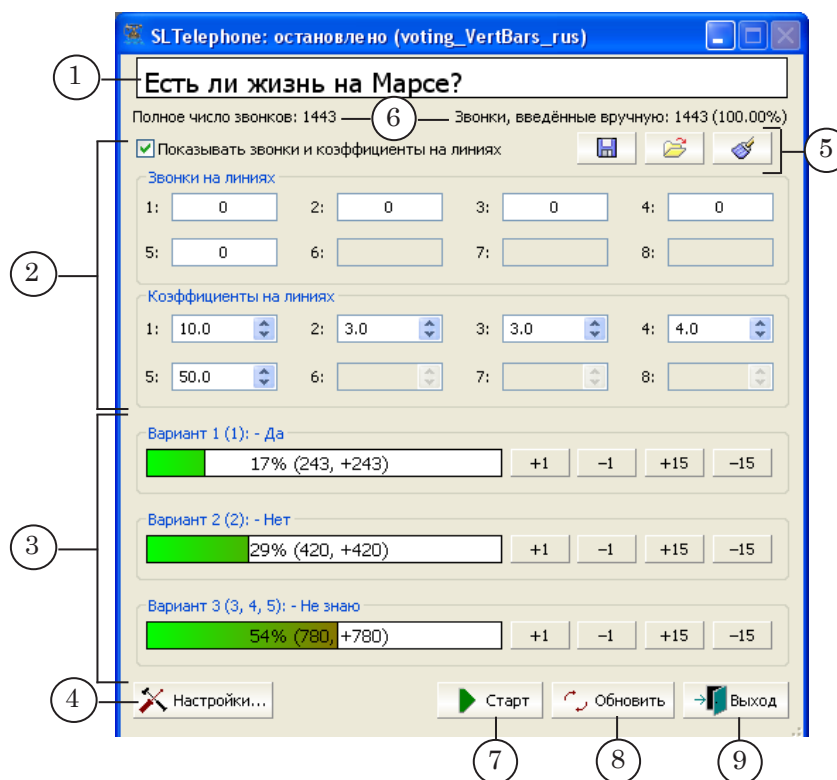 SLTelephone: остановлено (voting_VertBars_rus)
1 Есть ли жизнь на Марсе?
Полное число звонков: 1443 6 Звонки, введённые вручную: 1443 (100.00%)
Показывать звонки и коэффициенты на линиях 5
Звонки на линиях
1: 0 2: 0 3: 0 4: 0
2
5: 0 6: 7: 8:
Коэффициенты на линиях
1: 10.0 2: 3.0 3: 3.0 4: 4.0
5: 50.0 6: 7: 8:
Вариант 1 (1): - Да
17% (243, +243) +1 −1 +15 −15
Вариант 2 (2): - Нет
3 29% (420, +420) +1 −1 +15 −15
Вариант 3 (3, 4, 5): - Не знаю
54% (780, +780) +1 −1 +15 −15
4 Настройки... Старт Обновить Выход
7 8 9